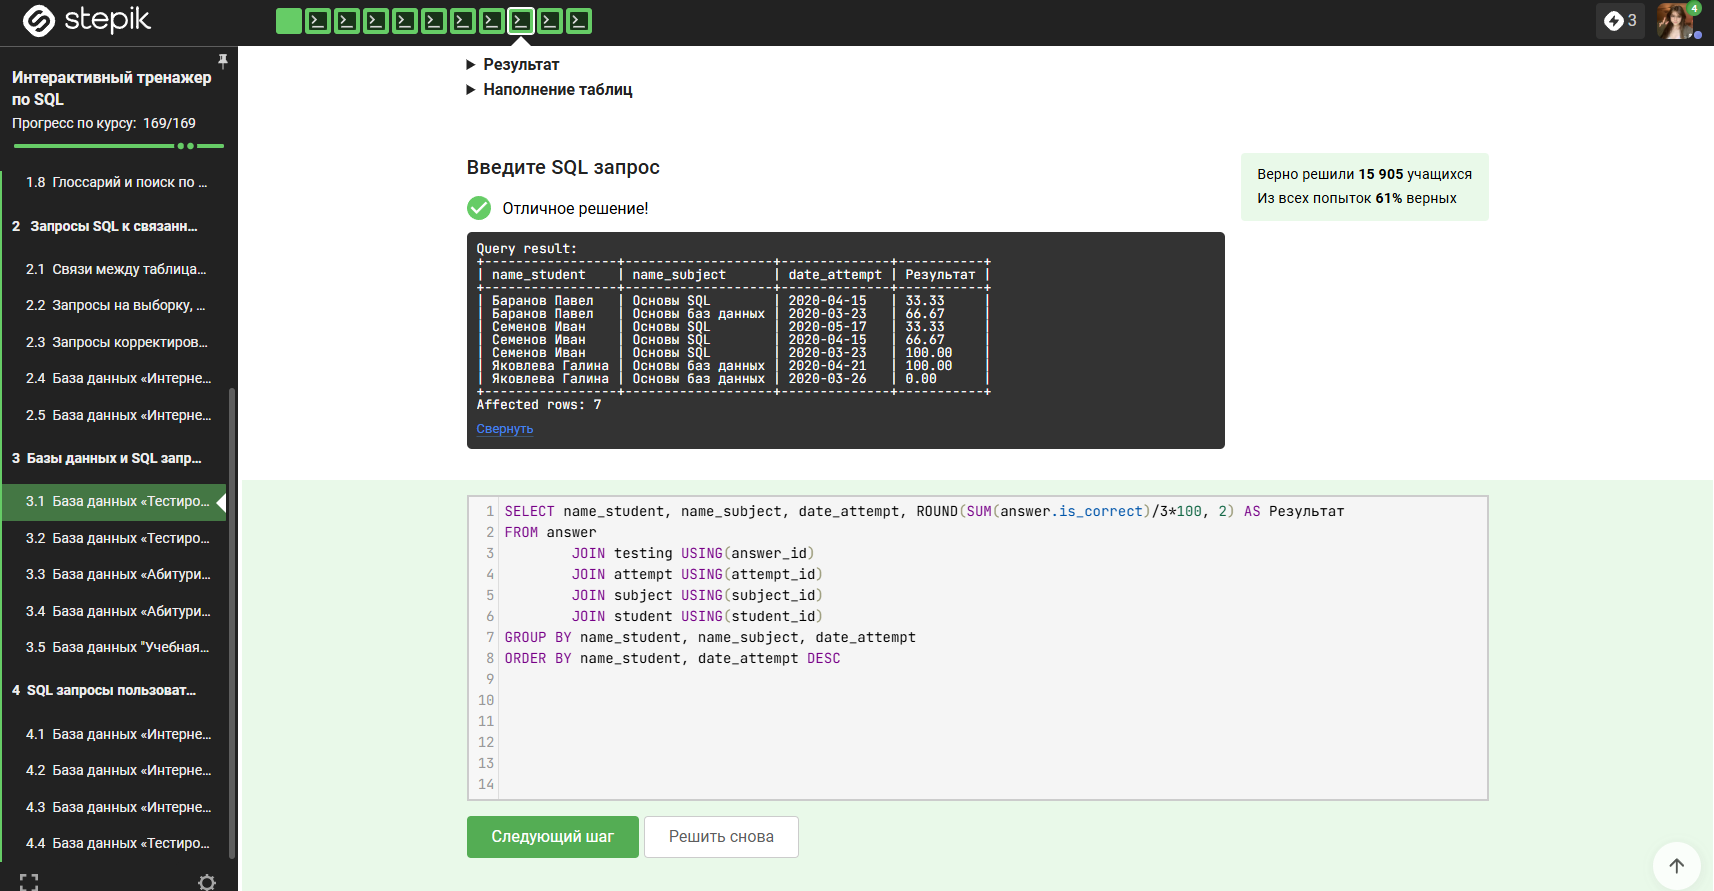 stepik
3
4
Интерактивный тренажер
по SQL
Прогресс по курсу: 169/169
1.8 Глоссарий и поиск по ...
2 Запросы SQL к связанн...
2.1 Связи между таблица...
2.2 Запросы на выборку, ...
2.3 Запросы корректиров...
2.4 База данных «Интерне...
2.5 База данных «Интерне...
3 Базы данных и SQL запр...
3.1 База данных «Тестиро...
3.2 База данных «Тестиро...
3.3 База данных «Абитури...
3.4 База данных «Абитури...
3.5 База данных "Учебная...
4 SQL запросы пользоват...
4.1 База данных «Интерне...
4.2 База данных «Интерне...
4.3 База данных «Интерне...
4.4 База данных «Тестиро...
Результат
Наполнение таблиц
Введите SQL запрос
Отличное решение!
Верно решили 15 905 учащихся
Из всех попыток 61% верных
Query result:
+-----------------+-------------------+--------------+-----------+
| name_student    | name_subject      | date_attempt | Результат |
+-----------------+-------------------+--------------+-----------+
| Баранов Павел   | Основы SQL        | 2020-04-15   | 33.33     |
| Баранов Павел   | Основы баз данных | 2020-03-23   | 66.67     |
| Семенов Иван    | Основы SQL        | 2020-05-17   | 33.33     |
| Семенов Иван    | Основы SQL        | 2020-04-15   | 66.67     |
| Семенов Иван    | Основы SQL        | 2020-03-23   | 100.00    |
| Яковлева Галина | Основы баз данных | 2020-04-21   | 100.00    |
| Яковлева Галина | Основы баз данных | 2020-03-26   | 0.00      |
+-----------------+-------------------+--------------+-----------+
Affected rows: 7
Свернуть
1 SELECT name_student, name_subject, date_attempt, ROUND(SUM(answer.is_correct)/3*100, 2) AS Результат
2 FROM answer
3 JOIN testing USING(answer_id)
4 JOIN attempt USING(attempt_id)
5 JOIN subject USING(subject_id)
6 JOIN student USING(student_id)
7 GROUP BY name_student, name_subject, date_attempt
8 ORDER BY name_student, date_attempt DESC
9
10
11
12
13
14
Следующий шаг
Решить снова